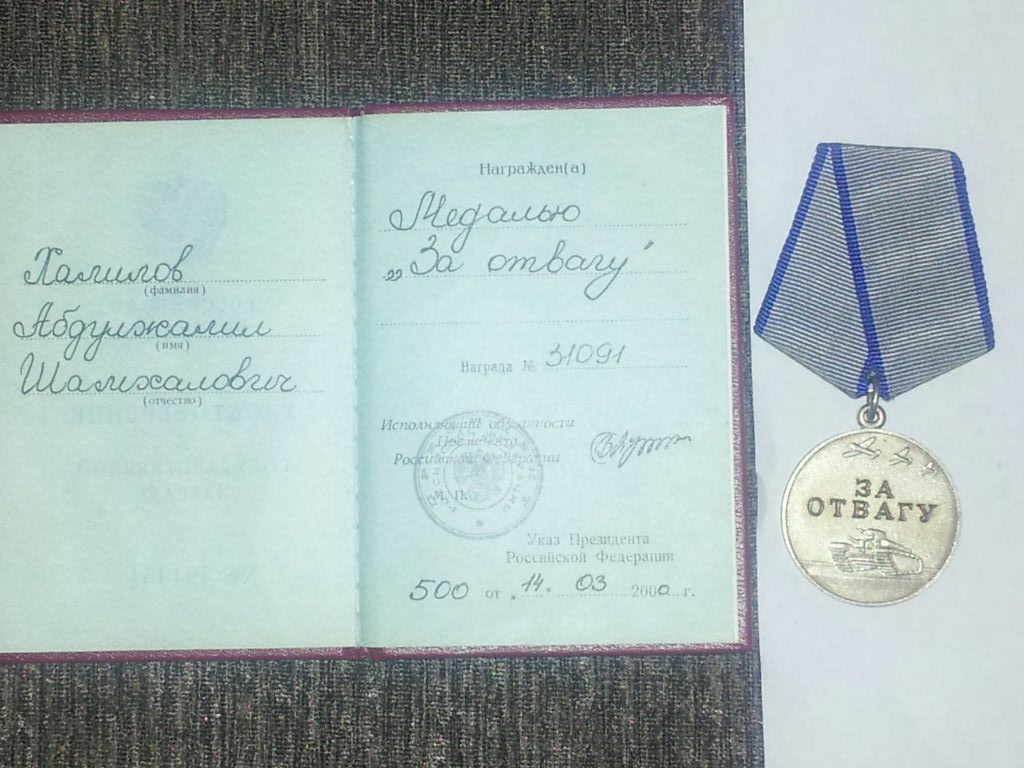 Халилов
(фамилия)
Абдулжалил
(имя)
Шамхалович
(отчество)
Награжден(а)
Медалью
„За отвагу"
Награда № 31091
Исполняющий обязанности
Президента
Российской Федерации
М. П.
Указ Президента
Российской Федерации
500 от „14" 03 2000 г.
ЗА
ОТВАГУ